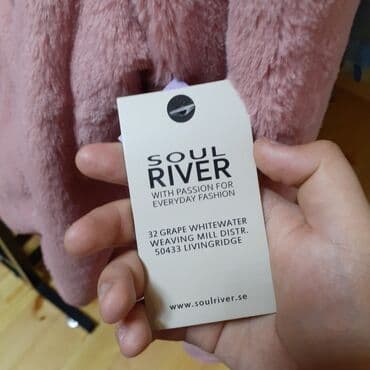 SOUL
RIVER
WITH PASSION FOR
EVERYDAY FASHION
32 GRAPE WHITEWATER
WEAVING MILL DISTR.
50433 LIVINGRIDGE
www.soulriver.se